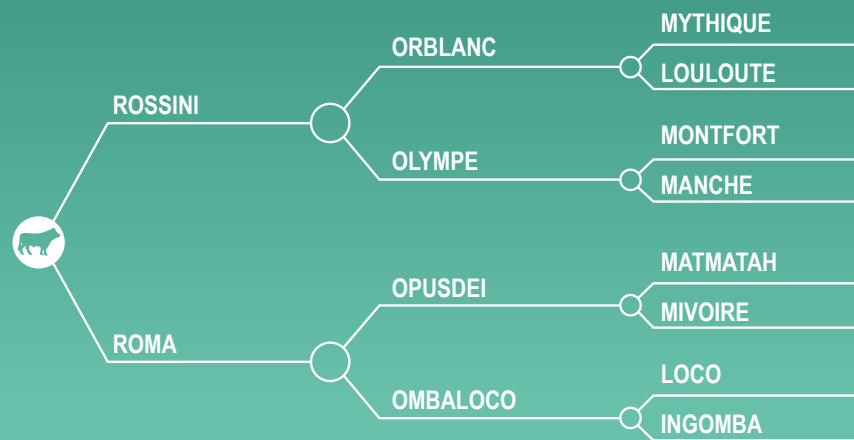 MYTHIQUE
ORBLANC
LOULOUTE
ROSSINI
MONTFORT
OLYMPE
MANCHE
MATMATAH
OPUSDEI
MIVOIRE
ROMA
LOCO
OMBALOCO
INGOMBA